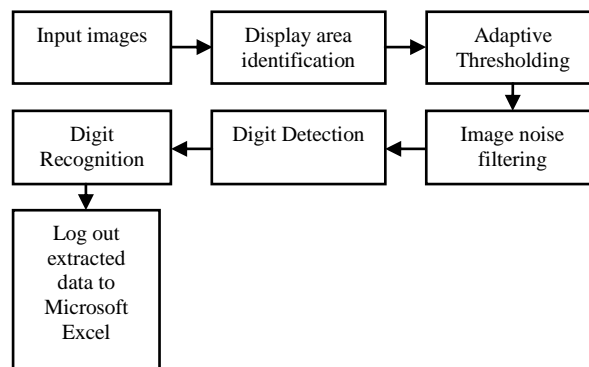 Input images
Display area
identification
Adaptive
Thresholding
Image noise
filtering
Digit Detection
Digit
Recognition
Log out
extracted
data to
Microsoft
Excel